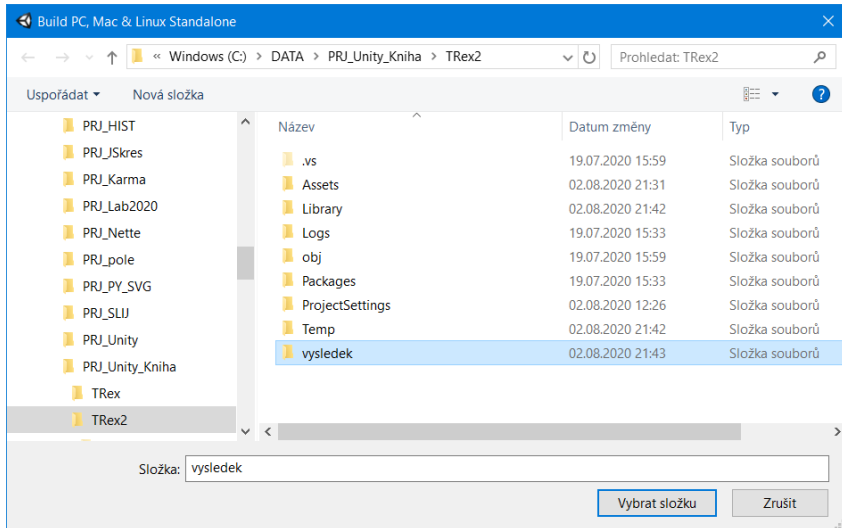 Build PC, Mac & Linux Standalone
« Windows (C:) > DATA > PRJ_Unity_Kniha > TRex2
Prohledat: TRex2
Uspořádat
Nová složka
PRJ_HIST
PRJ_JSkres
PRJ_Karma
PRJ_Lab2020
PRJ_Nette
PRJ_pole
PRJ_PY_SVG
PRJ_SLIJ
PRJ_Unity
PRJ_Unity_Kniha
TRex
TRex2
Název Datum změny Typ
.vs 19.07.2020 15:59 Složka souborů
Assets 02.08.2020 21:31 Složka souborů
Library 02.08.2020 21:42 Složka souborů
Logs 19.07.2020 15:33 Složka souborů
obj 19.07.2020 15:59 Složka souborů
Packages 19.07.2020 15:33 Složka souborů
ProjectSettings 02.08.2020 12:26 Složka souborů
Temp 02.08.2020 21:42 Složka souborů
vysledek 02.08.2020 21:43 Složka souborů
Složka: vysledek
Vybrat složku Zrušit